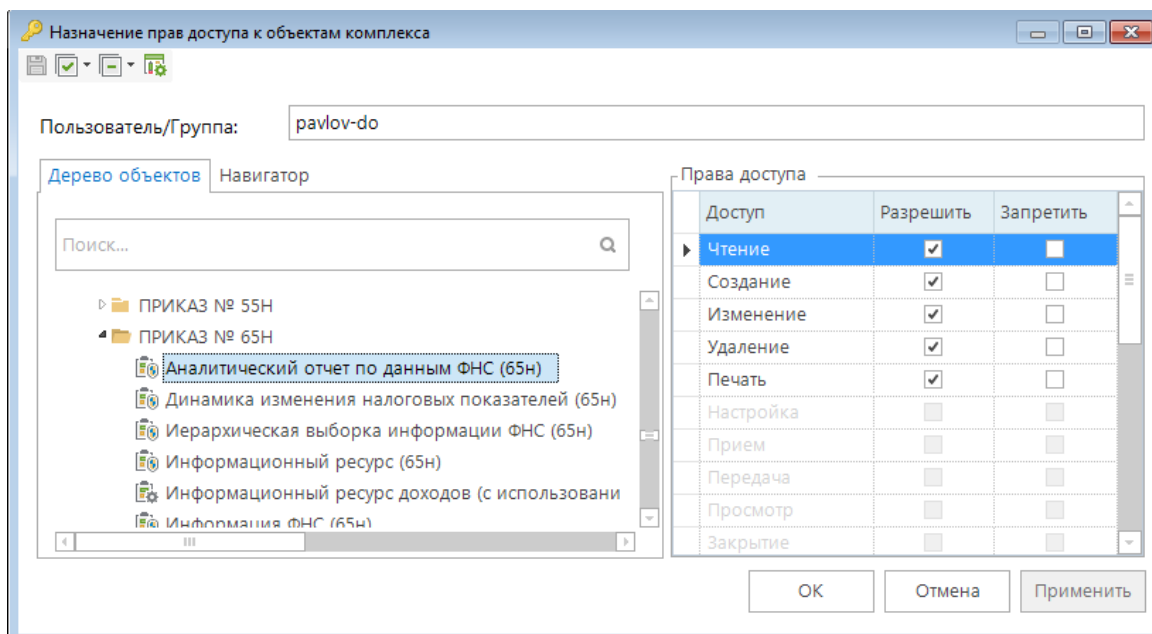 Назначение прав доступа к объектам комплекса
Пользователь/Группа:
pavlov-do
Дерево объектов
Навигатор
Поиск...
ПРИКАЗ № 55Н
ПРИКАЗ № 65Н
Аналитический отчет по данным ФНС (65н)
Динамика изменения налоговых показателей (65н)
Иерархическая выборка информации ФНС (65н)
Информационный ресурс (65н)
Информационный ресурс доходов (с использовани
Информация ФНС (65н)
Права доступа
Доступ Разрешить Запретить
Чтение
Создание
Изменение
Удаление
Печать
Настройка
Прием
Передача
Просмотр
Закрытие
ОК Отмена Применить